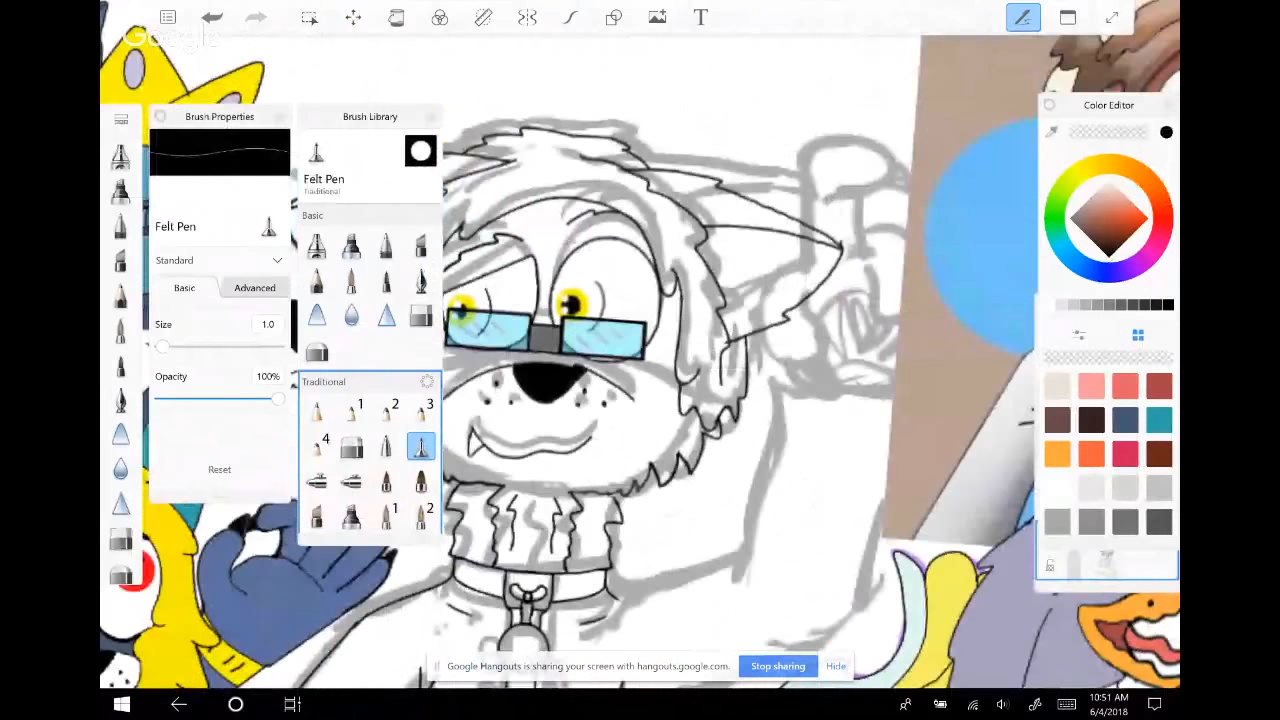 T
Google
Brush Properties
Brush Library
Color Editor
Felt Pen
Traditional
Felt Pen
Basic
Standard
Basic
Advanced
Size
1.0
Opacity
100%
Traditional
1
2
3
4
Reset
1
2
Google Hangouts is sharing your screen with hangouts.google.com.
Stop sharing
Hide
10:51 AM
6/4/2018